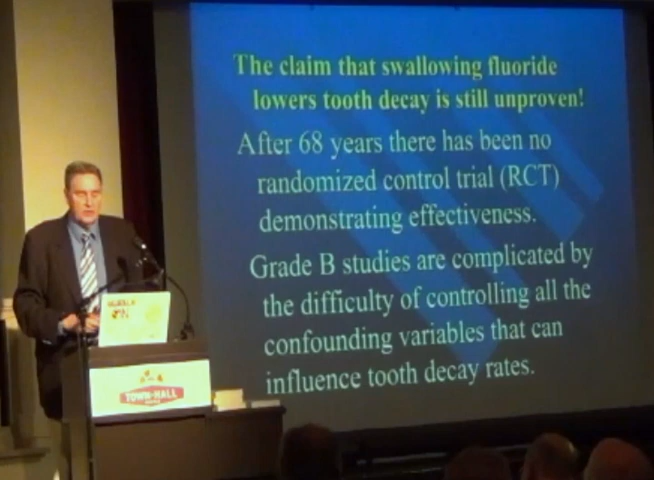 The claim that swallowing fluoride
lowers tooth decay is still unproven!
After 68 years there has been no
randomized control trial (RCT)
demonstrating effectiveness.
Grade B studies are complicated by
the difficulty of controlling all the
confounding variables that can
influence tooth decay rates.
TOWN HALL